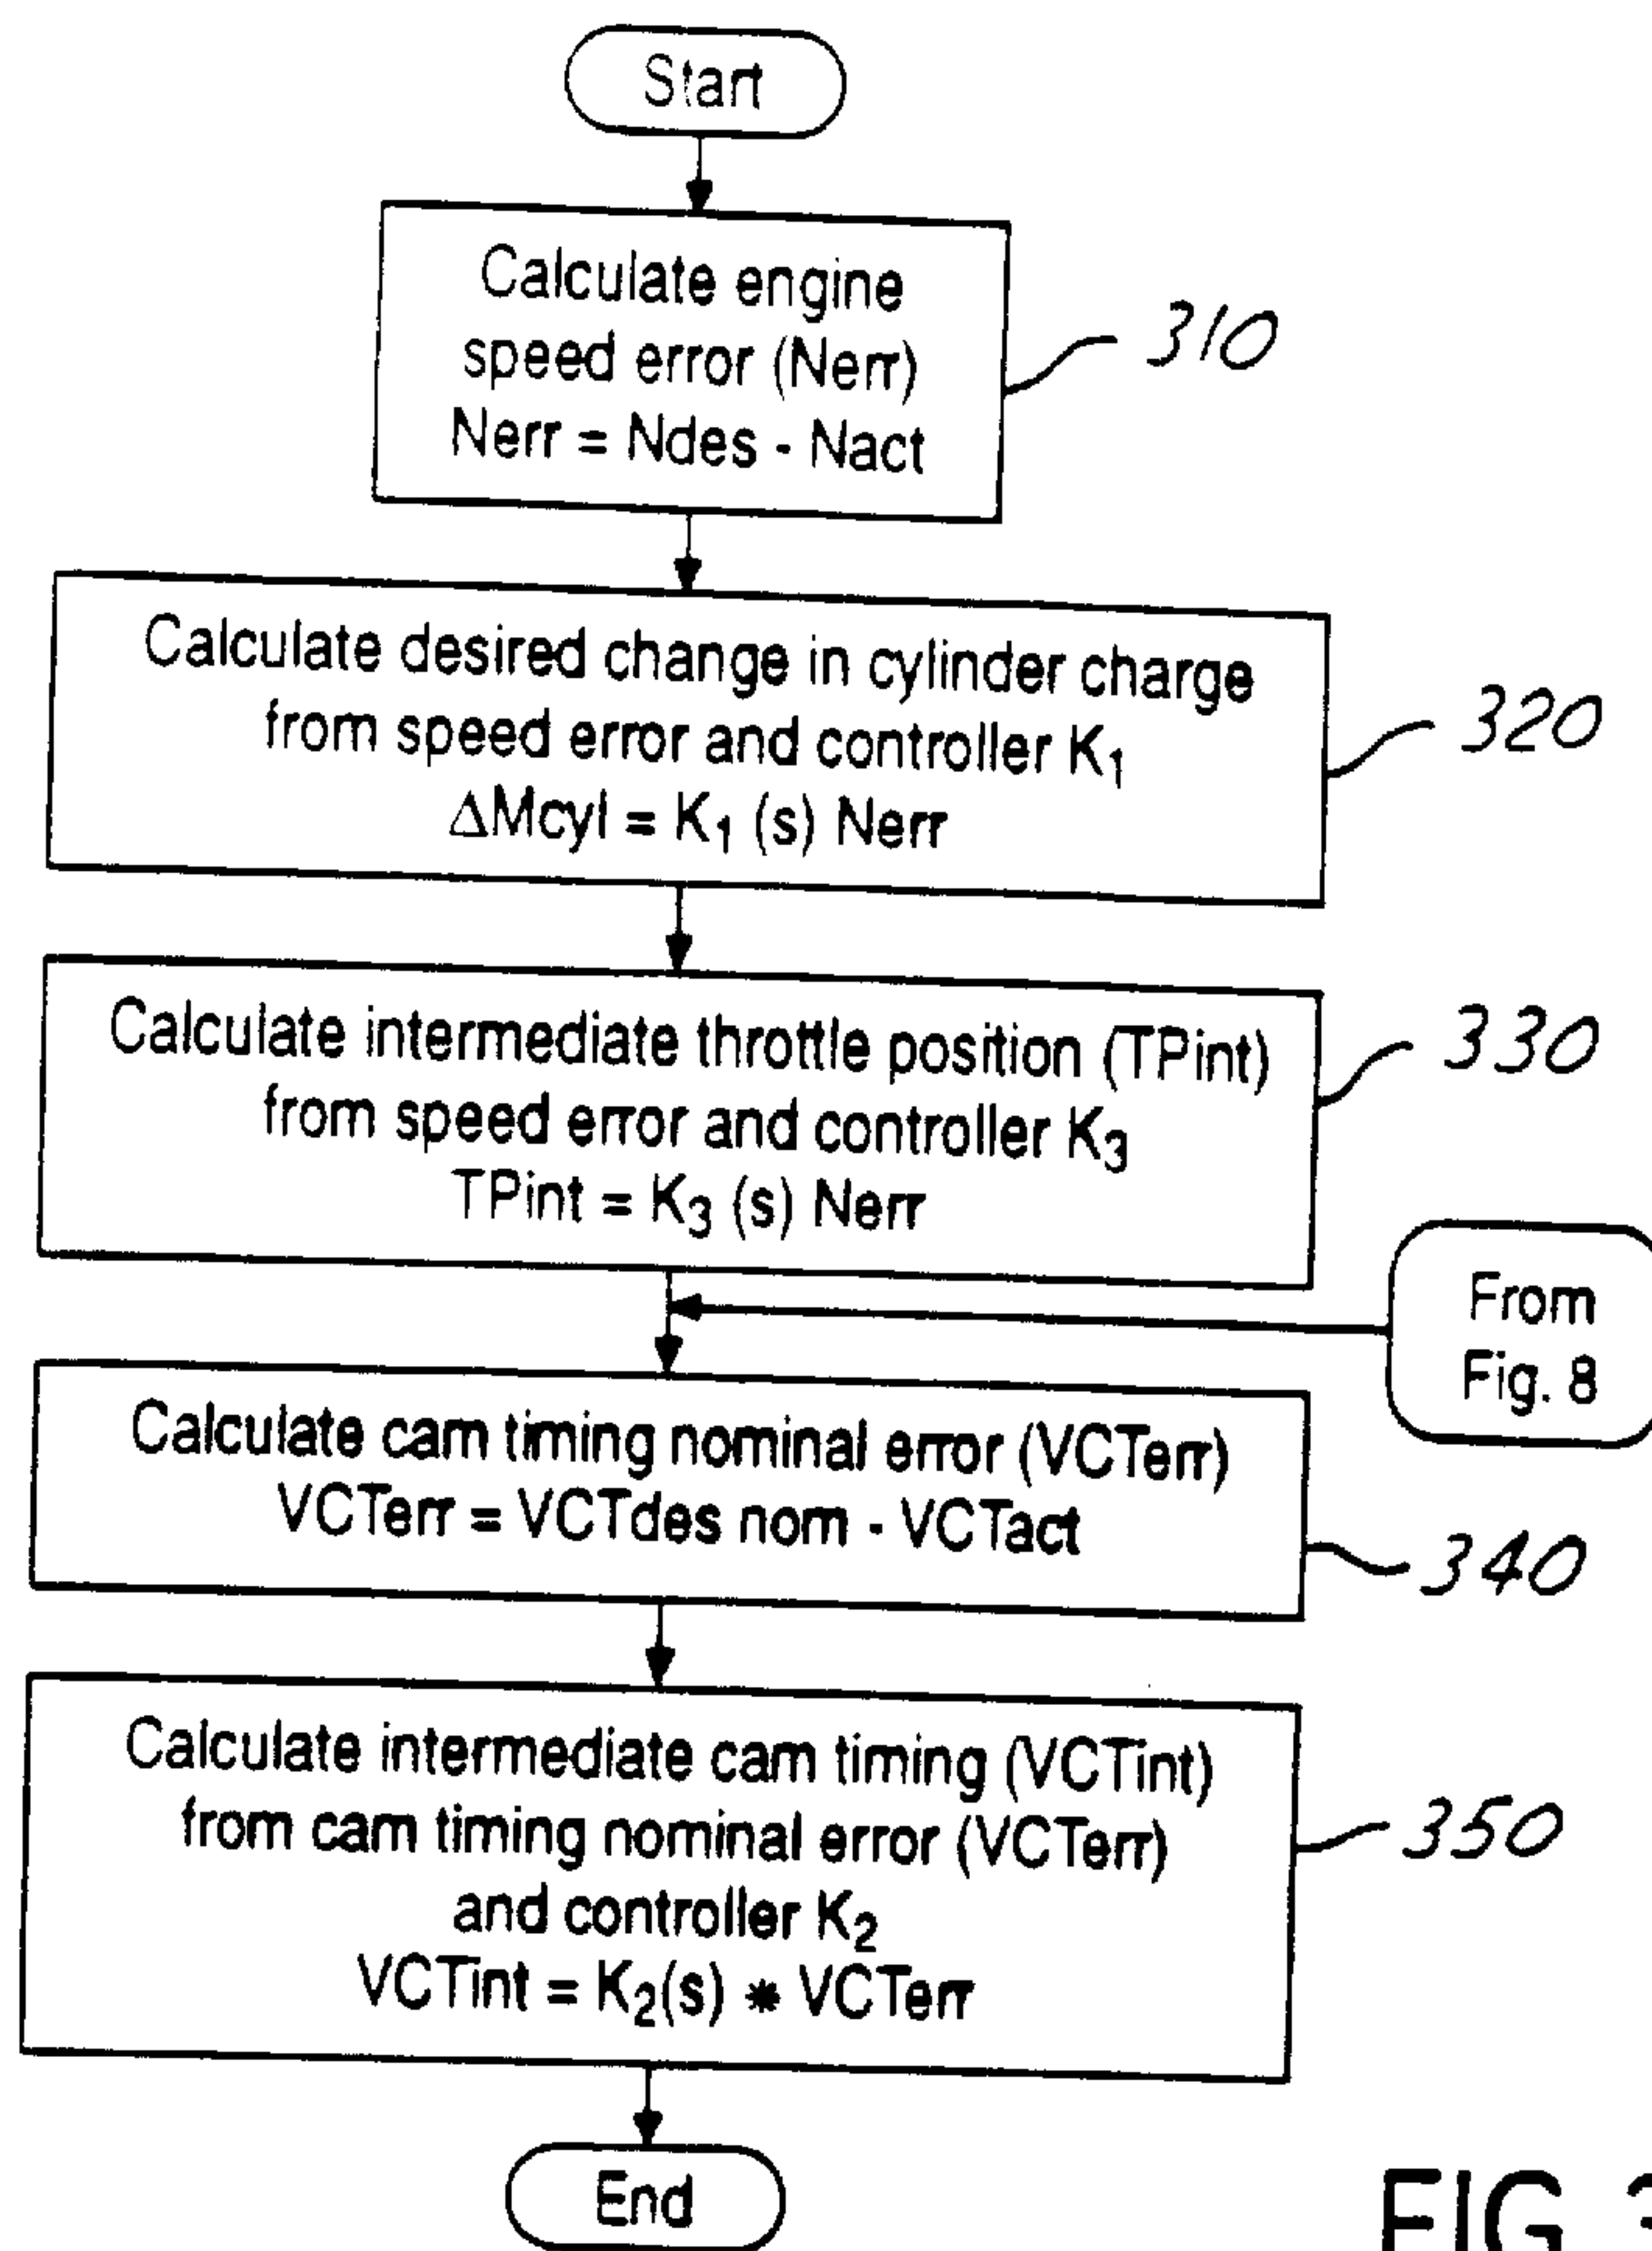 Start
Calculate engine
speed error (Nerr)
Nerr = Ndes - Nact
310
Calculate desired change in cylinder charge
from speed error and controller K₁
ΔMcyl = K₁ (s) Nerr
320
Calculate intermediate throttle position (TPint)
from speed error and controller K₃
TPint = K₃ (s) Nerr
330
From
Fig. 8
Calculate cam timing nominal error (VCTerr)
VCTerr = VCTdes nom - VCTact
340
Calculate intermediate cam timing (VCTint)
from cam timing nominal error (VCTerr)
and controller K₂
VCTint = K₂(s) * VCTerr
350
End
FIG